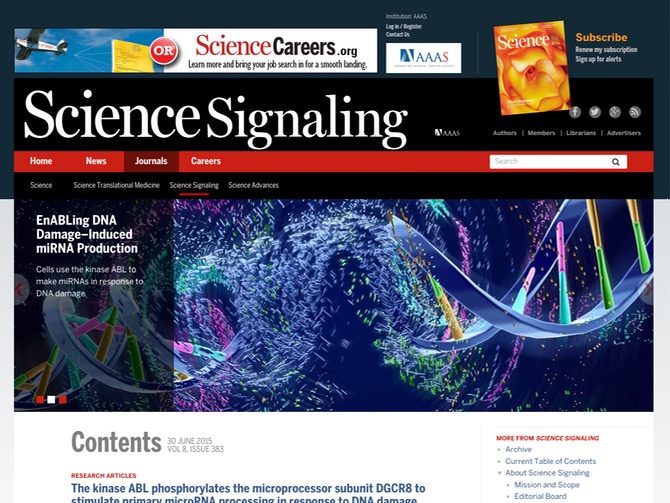 Institution: AAAS
Log in / Register
Contact Us
OR
ScienceCareers.org
Learn more and bring your job search in for a smooth landing.
AAAS
Science
Subscribe
Renew my subscription
Sign up for alerts
Science Signaling
AAAS
Authors | Members | Librarians | Advertisers
Home News Journals Careers
Search
Science Science Translational Medicine Science Signaling Science Advances
EnABLing DNA
Damage–Induced
miRNA Production
Cells use the kinase ABL to
make miRNAs in response to
DNA damage
Contents
30 JUNE 2015
VOL 8, ISSUE 383
RESEARCH ARTICLES
The kinase ABL phosphorylates the microprocessor subunit DGCR8 to
stimulate primary microRNA processing in response to DNA damage
MORE FROM SCIENCE SIGNALING
Archive
Current Table of Contents
About Science Signaling
Mission and Scope
Editorial Board